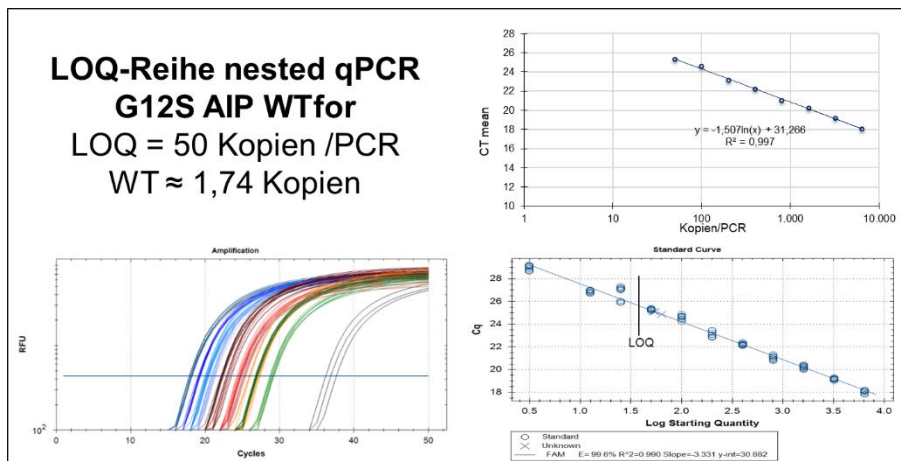 LOQ-Reihe nested qPCR
G12S AIP WTfor
LOQ = 50 Kopien /PCR
WT ≈ 1,74 Kopien
CT mean
28
26
24
22
20
18
16
14
12
10
y = -1,507ln(x) + 31,266
R² = 0,997
1
10
100
1.000
10.000
Kopien/PCR
Amplification
RFU
10²
0
10
20
30
40
50
Cycles
Standard Curve
Cq
28
26
24
22
20
18
LOQ
0.5
1.0
1.5
2.0
2.5
3.0
3.5
4.0
Log Starting Quantity
Standard
Unknown
FAM E= 99.6% R^2=0.990 Slope=-3.331 y-int=30.882